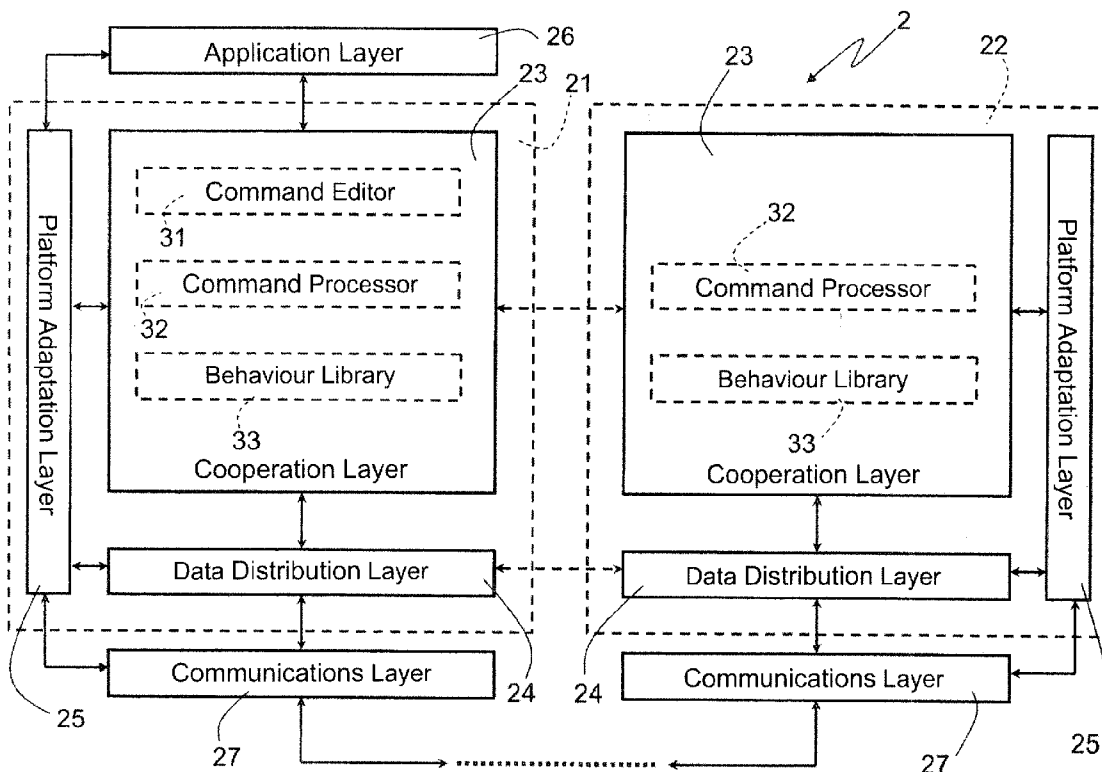 Application Layer
26
2
23
21
23
22
Command Editor
31
32
Command Processor
32
Command Processor
Behaviour Library
Behaviour Library
33
33
Cooperation Layer
Cooperation Layer
Platform Adaptation Layer
Platform Adaptation Layer
Data Distribution Layer
Data Distribution Layer
Communications Layer
Communications Layer
25
27
24
24
27
25